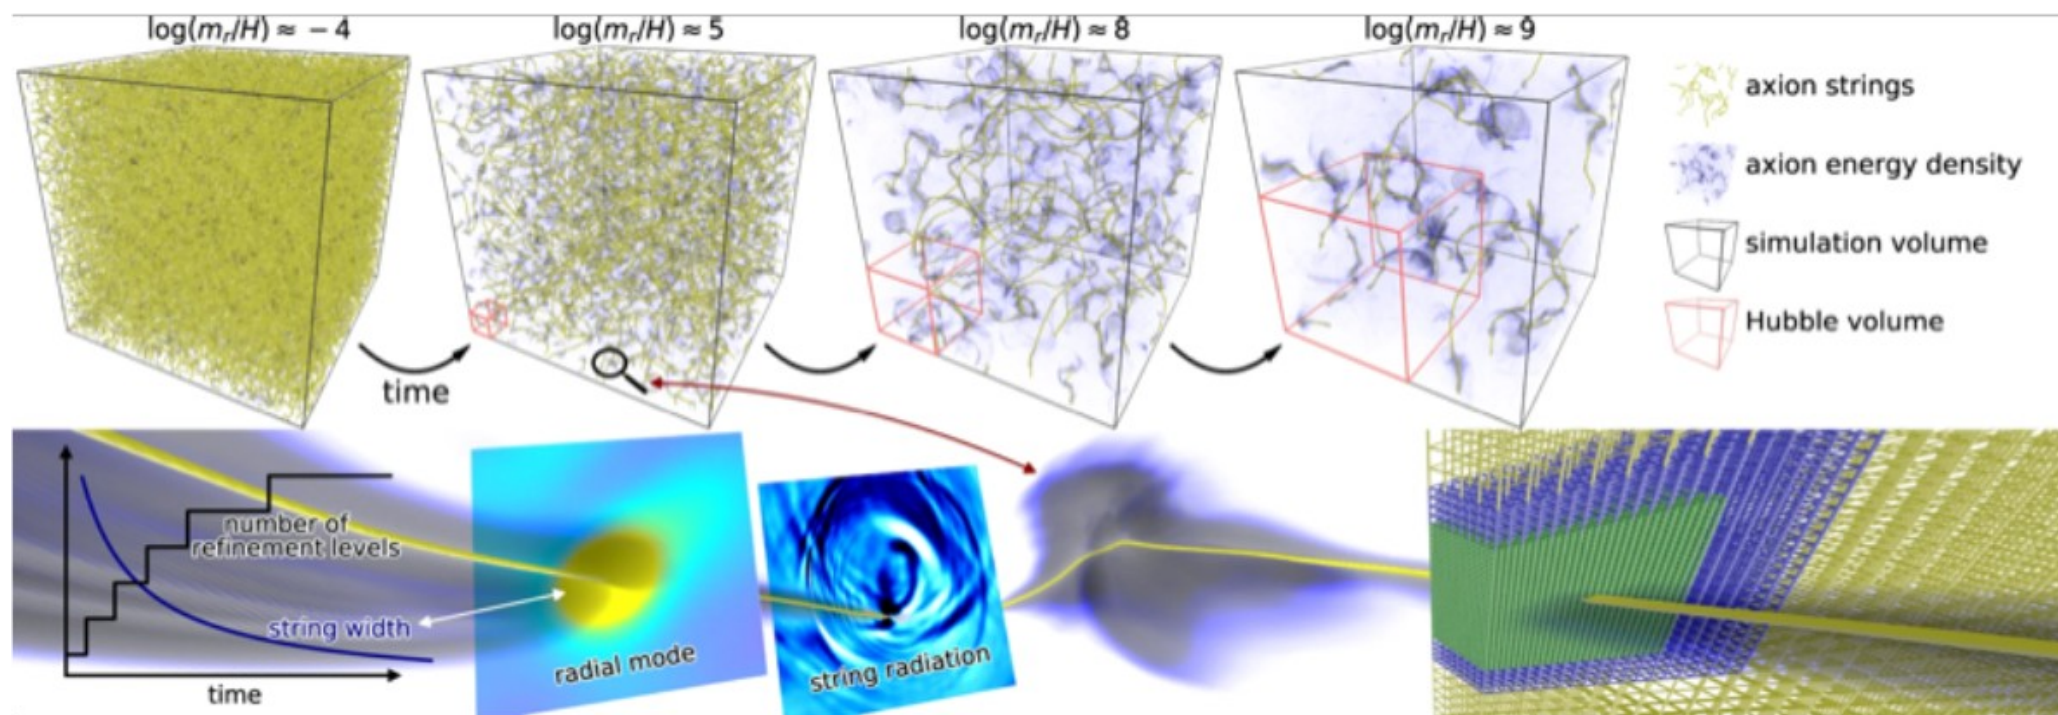 log(mᵣ/H) ≈ − 4
log(mᵣ/H) ≈ 5
log(mᵣ/H) ≈ 8
log(mᵣ/H) ≈ 9
axion strings
axion energy density
simulation volume
Hubble volume
time
number of
refinement levels
string width
time
radial mode
string radiation